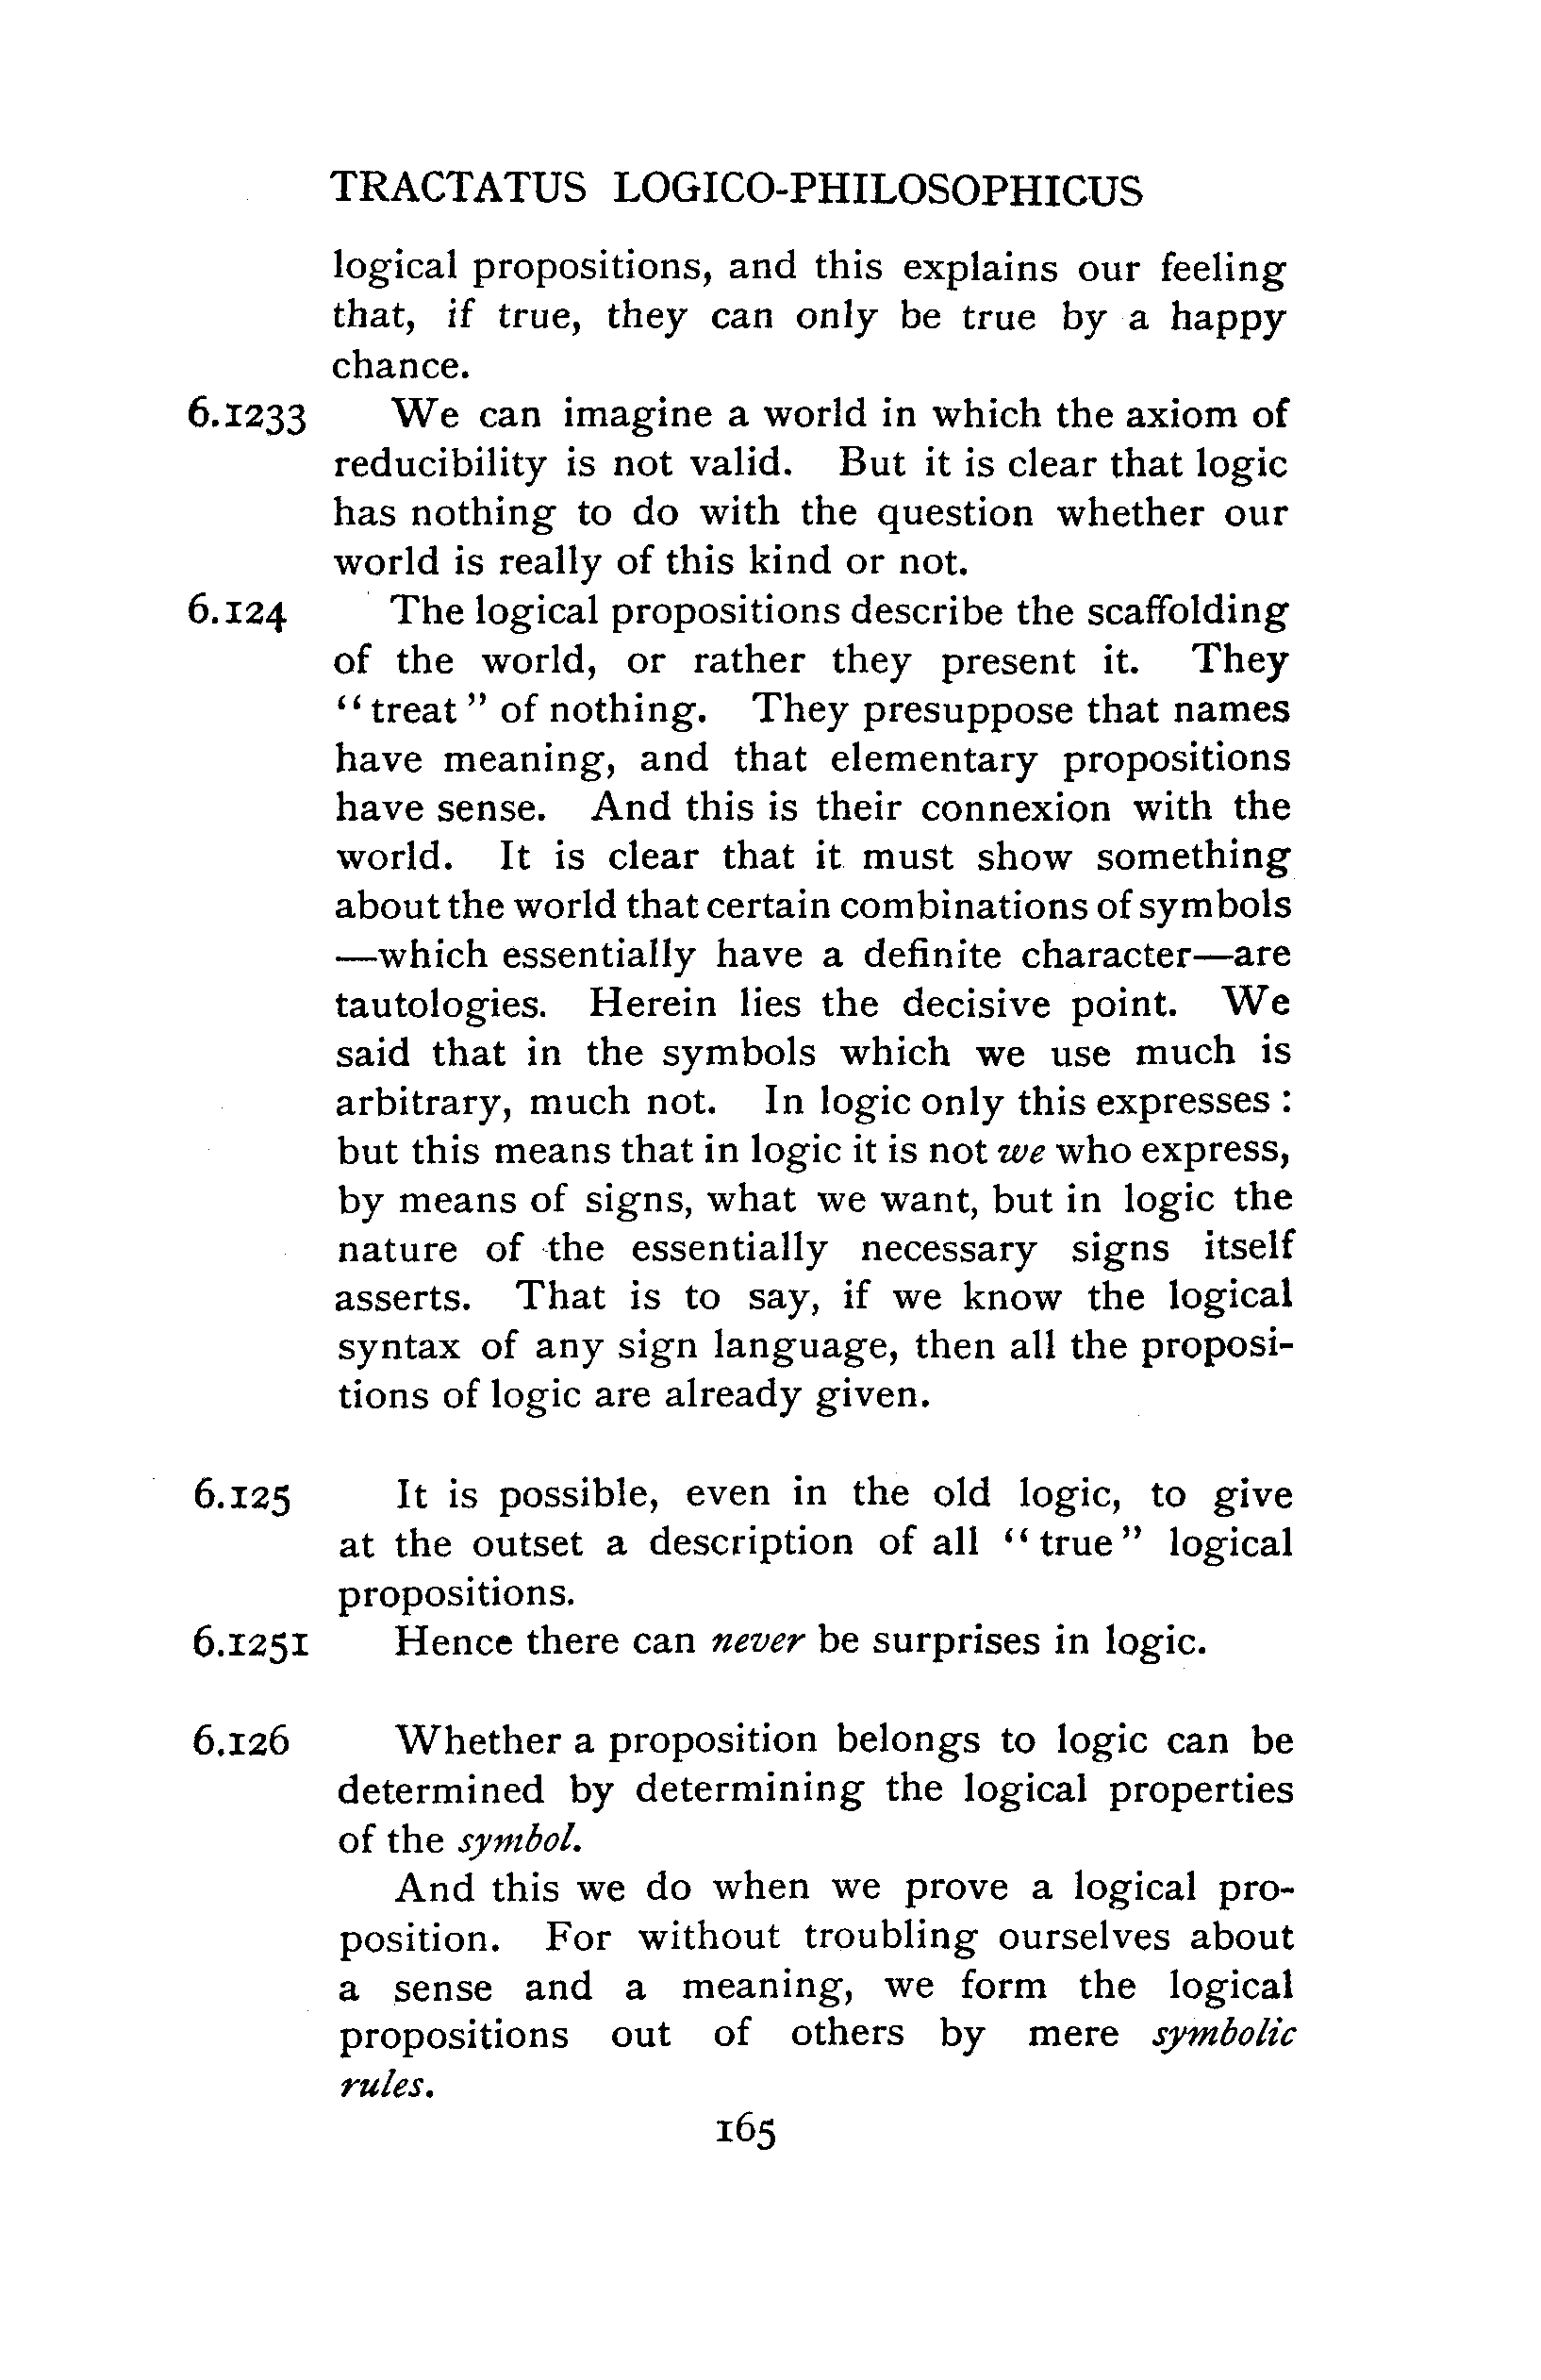 TRACTATUS LOGICO-PHILOSOPHICUS
logical propositions, and this explains our feeling
that, if true, they can only be true by a happy
chance.
6.1233 We can imagine a world in which the axiom of
reducibility is not valid. But it is clear that logic
has nothing to do with the question whether our
world is really of this kind or not.
6.124 The logical propositions describe the scaffolding
of the world, or rather they present it. They
“treat” of nothing. They presuppose that names
have meaning, and that elementary propositions
have sense. And this is their connexion with the
world. It is clear that it must show something
about the world that certain combinations of symbols
—which essentially have a definite character—are
tautologies. Herein lies the decisive point. We
said that in the symbols which we use much is
arbitrary, much not. In logic only this expresses :
but this means that in logic it is not we who express,
by means of signs, what we want, but in logic the
nature of the essentially necessary signs itself
asserts. That is to say, if we know the logical
syntax of any sign language, then all the proposi-
tions of logic are already given.
6.125 It is possible, even in the old logic, to give
at the outset a description of all “true” logical
propositions.
6.1251 Hence there can never be surprises in logic.
6.126 Whether a proposition belongs to logic can be
determined by determining the logical properties
of the symbol.
And this we do when we prove a logical pro-
position. For without troubling ourselves about
a sense and a meaning, we form the logical
propositions out of others by mere symbolic
rules.
165